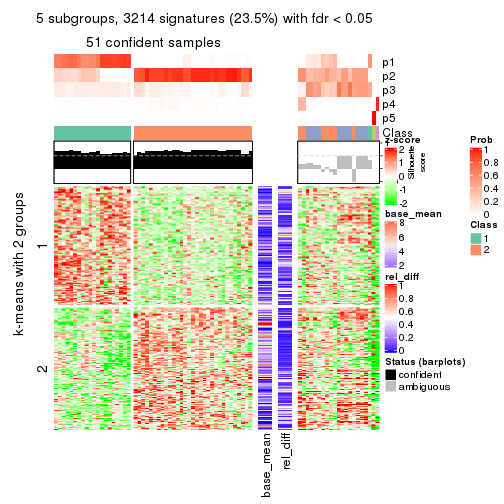 5 subgroups, 3214 signatures (23.5%) with fdr < 0.05
51 confident samples
p1
p2
p3
p4
p5
Class
Silhouette
score
k-means with 2 groups
1
2
base_mean
rel_diff
z-score
2
1
0
-1
-2
base_mean
8
6
4
2
rel_diff
1
0.8
0.6
0.4
0.2
0
Status (barplots)
confident
ambiguous
Prob
1
0.8
0.6
0.4
0.2
0
Class
1
2